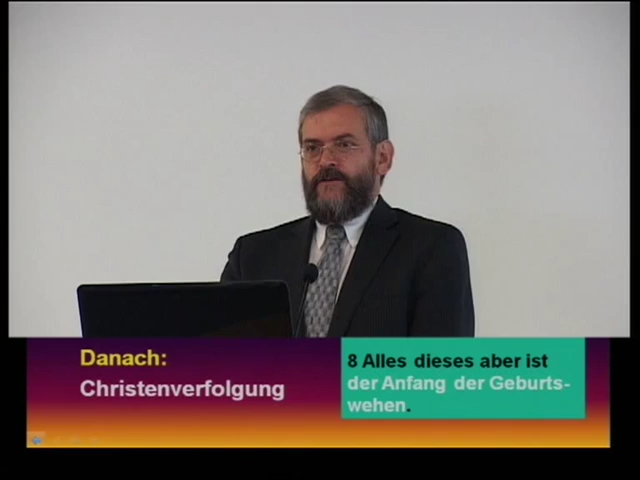 Danach:
Christenverfolgung
8 Alles dieses aber ist
der Anfang der Geburts-
wehen.